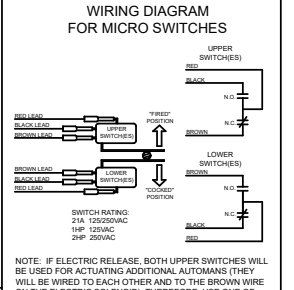 WIRING DIAGRAM
FOR MICRO SWITCHES
UPPER
SWITCH(ES)
RED
BLACK
N.O.
N.C.
BROWN
RED LEAD
BLACK LEAD
BROWN LEAD
UPPER
SWITCH(ES)
"FIRED"
POSITION
BROWN LEAD
BLACK LEAD
RED LEAD
LOWER
SWITCH(ES)
"COCKED"
POSITION
LOWER
SWITCH(ES)
BROWN
N.O.
N.C.
BLACK
RED
SWITCH RATING:
21A 125/250VAC
1HP 125VAC
2HP 250VAC
NOTE: IF ELECTRIC RELEASE, BOTH UPPER SWITCHES WILL
BE USED FOR ACTUATING ADDITIONAL AUTOMANS (THEY
WILL BE WIRED TO EACH OTHER AND TO THE BROWN WIRE